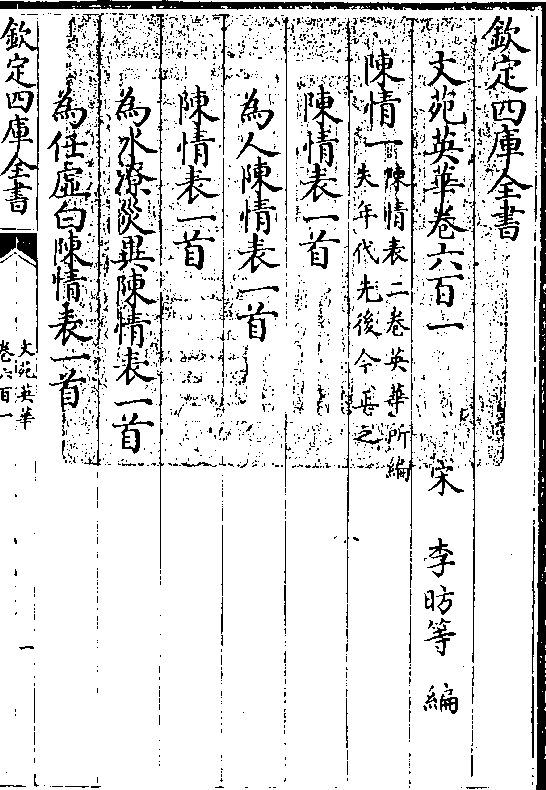 欽定四庫全書
文苑英華卷六百一
宋 李昉等 編
陳情一陳情表二卷英華所編
失年代先後今正之
陳情表一首
為人陳情表一首
陳情表一首
為水潦災異陳情表一首
為任虛白陳情表一首
欽定四庫全書
文苑英華
卷六百一
一